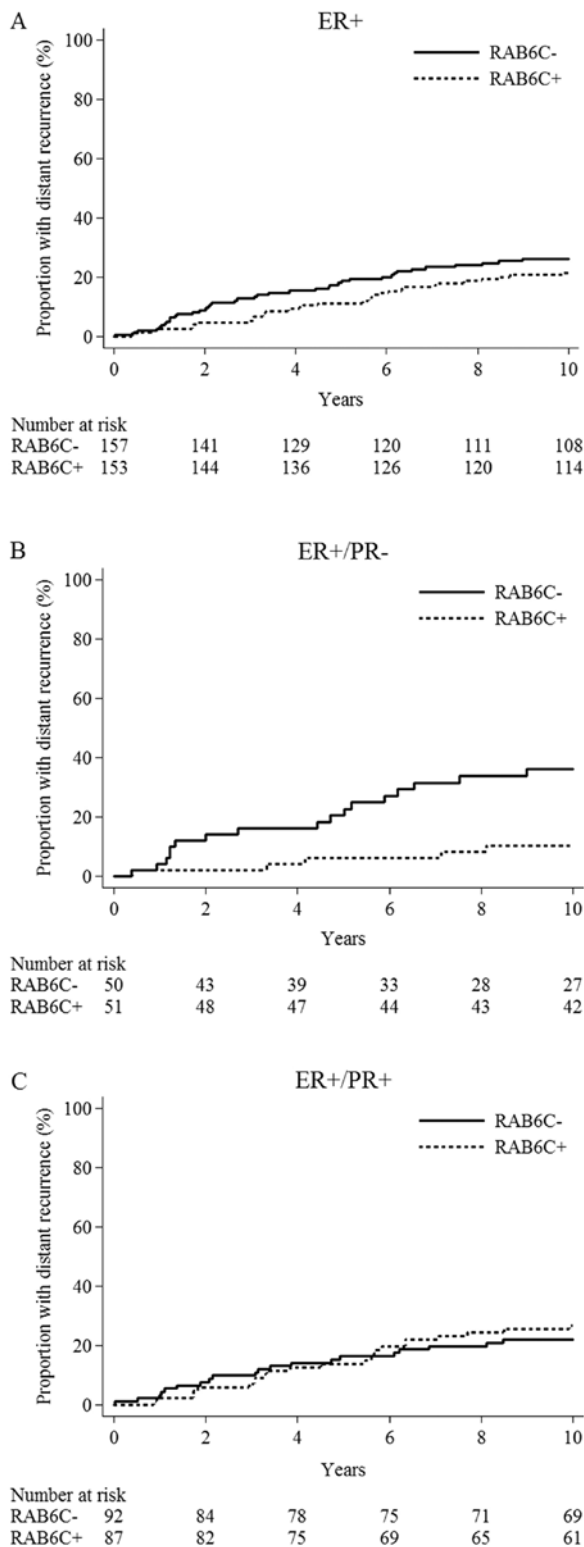 A
ER+
Proportion with distant recurrence (%)
100
80
60
40
20
0
RAB6C-
RAB6C+
0 2 4 6 8 10
Years
Number at risk
RAB6C- 157 141 129 120 111 108
RAB6C+ 153 144 136 126 120 114
B
ER+/PR-
Proportion with distant recurrence (%)
100
80
60
40
20
0
RAB6C-
RAB6C+
0 2 4 6 8 10
Years
Number at risk
RAB6C- 50 43 39 33 28 27
RAB6C+ 51 48 47 44 43 42
C
ER+/PR+
Proportion with distant recurrence (%)
100
80
60
40
20
0
RAB6C-
RAB6C+
0 2 4 6 8 10
Years
Number at risk
RAB6C- 92 84 78 75 71 69
RAB6C+ 87 82 75 69 65 61